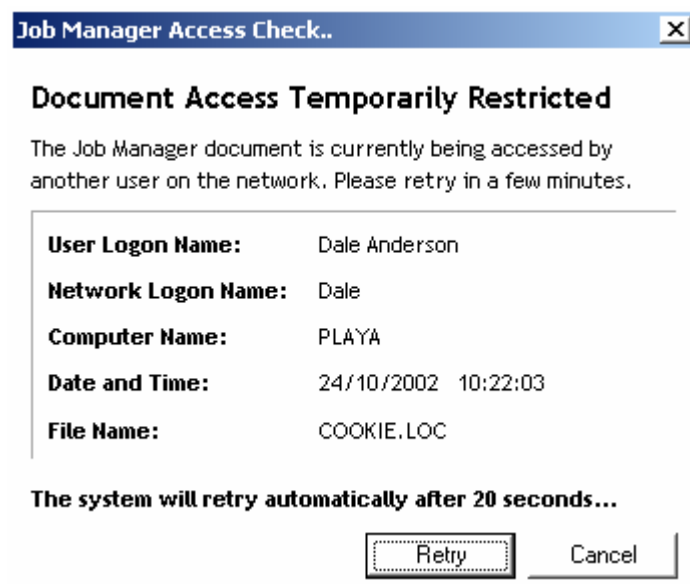 Job Manager Access Check..
Document Access Temporarily Restricted
The Job Manager document is currently being accessed by
another user on the network. Please retry in a few minutes.
User Logon Name: Dale Anderson
Network Logon Name: Dale
Computer Name: PLAYA
Date and Time: 24/10/2002 10:22:03
File Name: COOKIE.LOC
The system will retry automatically after 20 seconds...
Retry Cancel